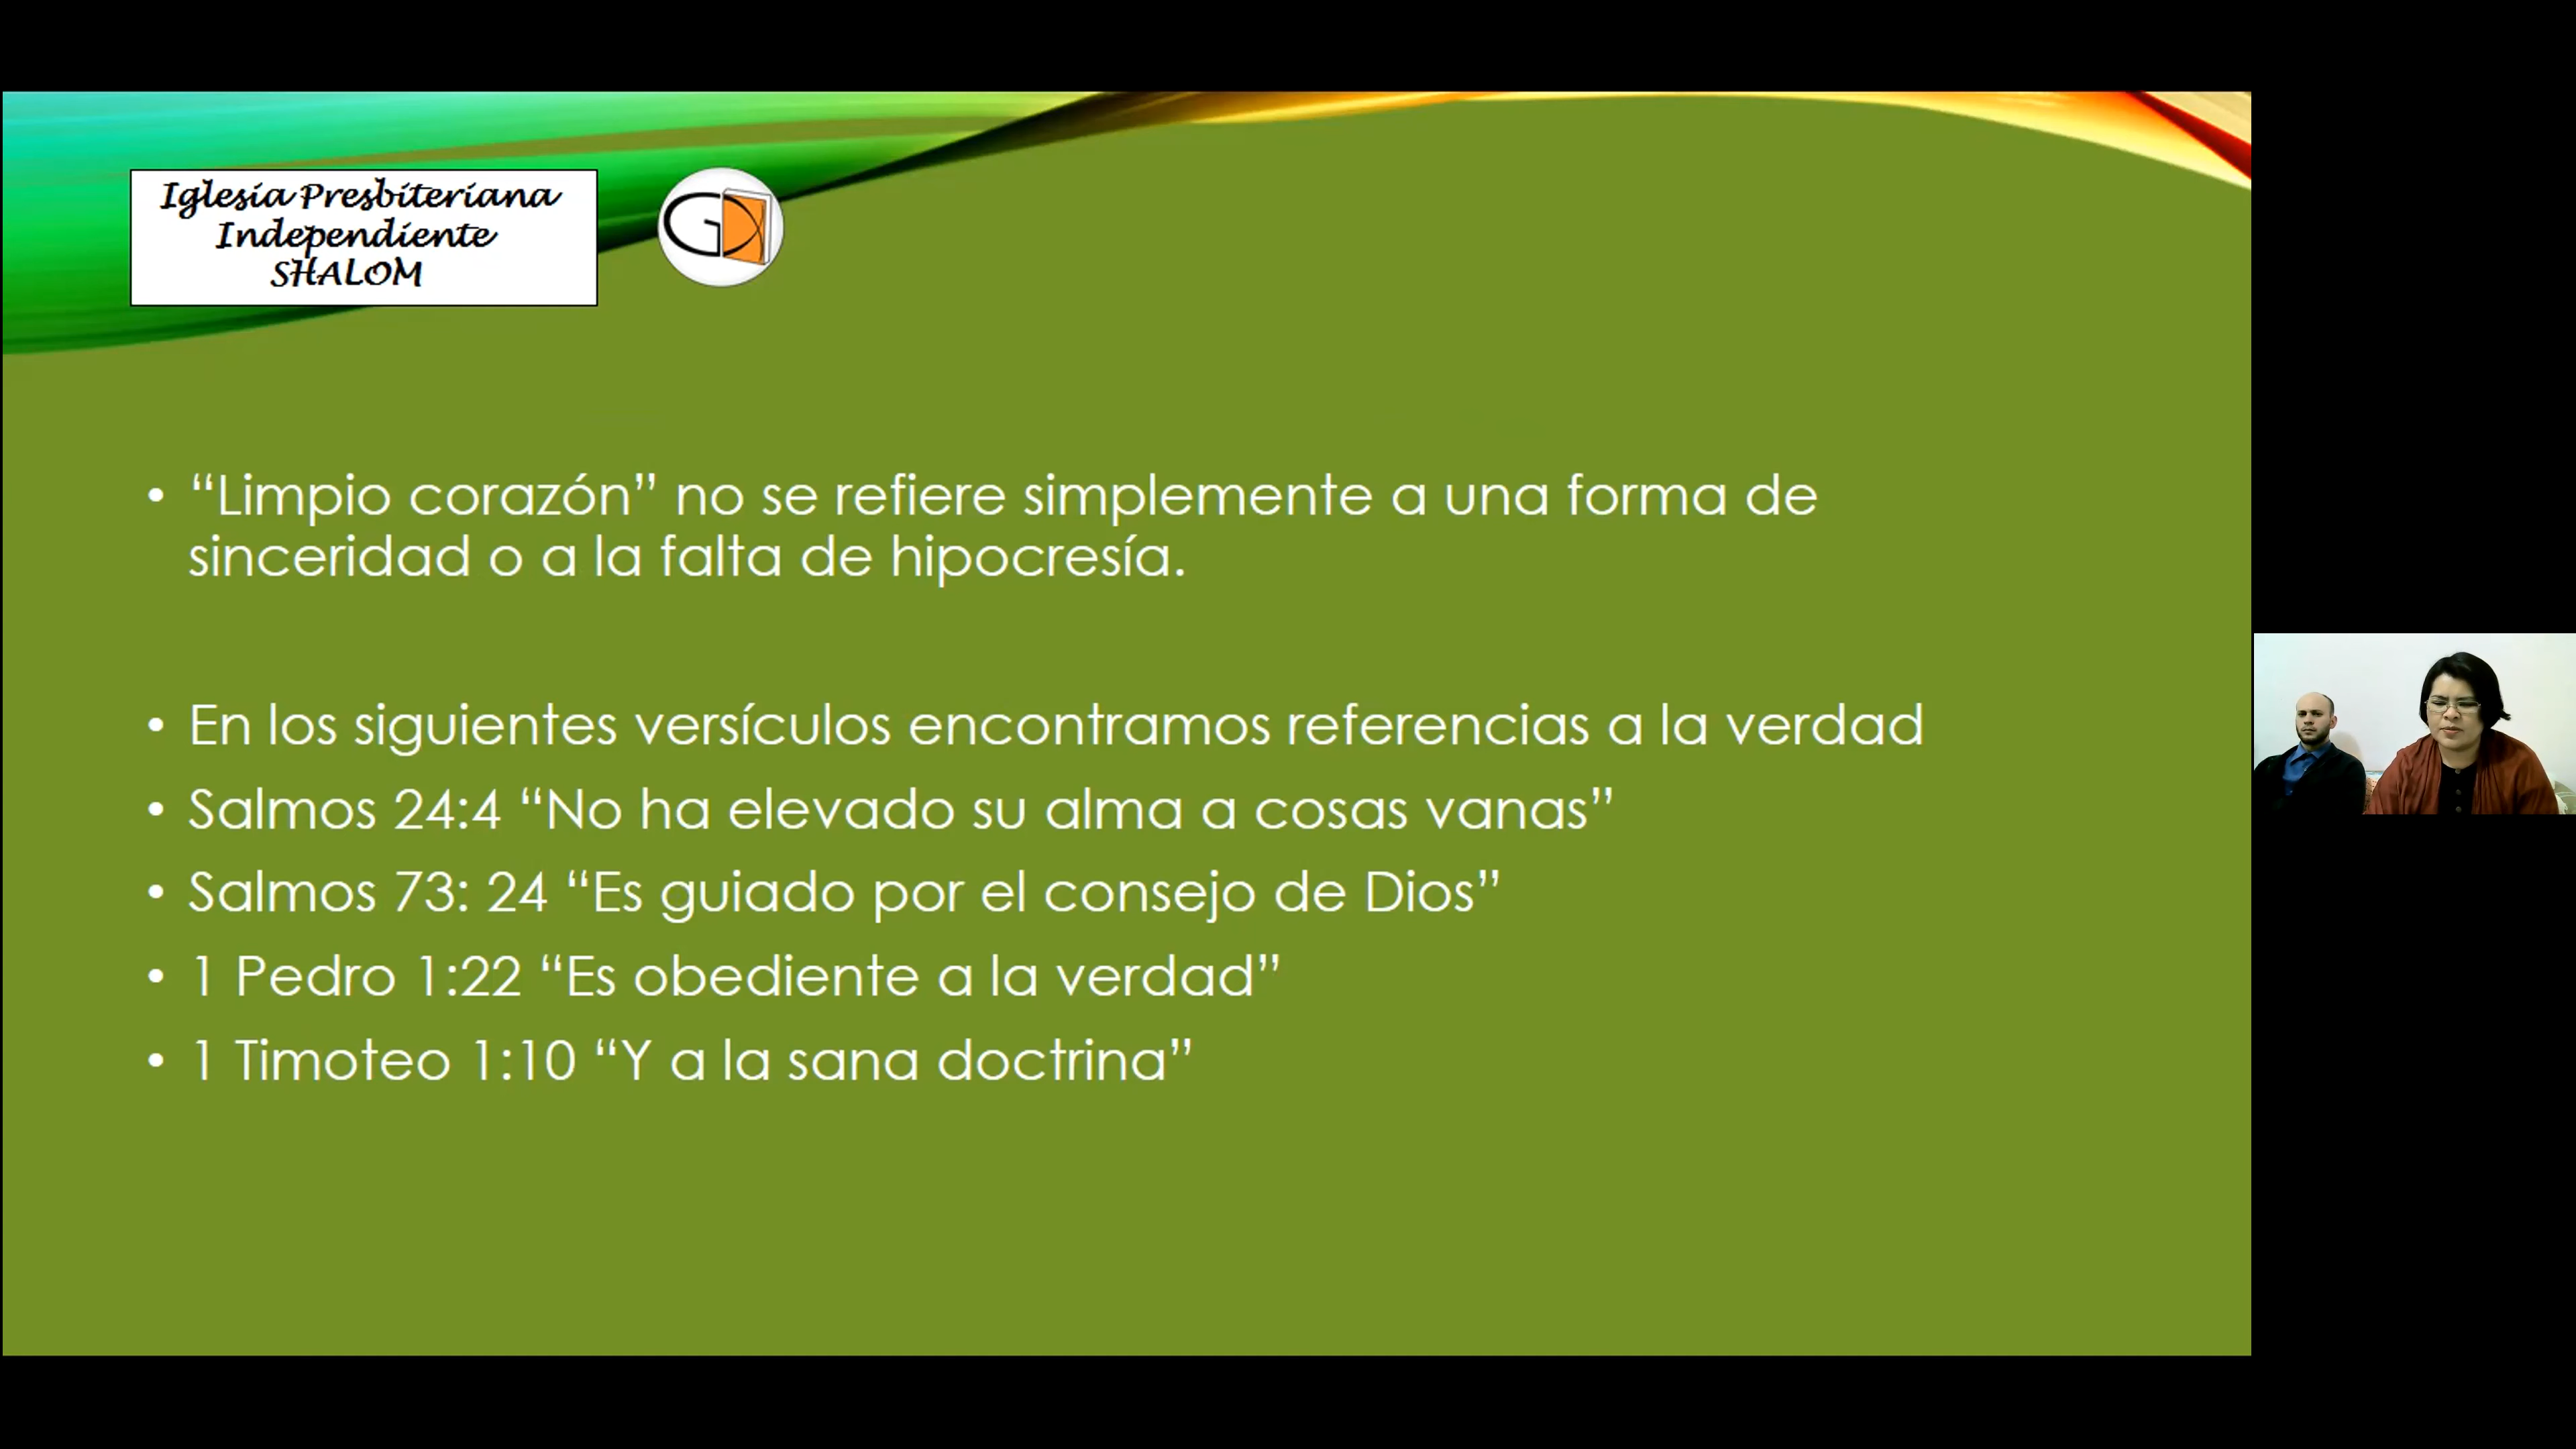 Iglesia Presbiteriana
Independiente
SHALOM
• “Limpio corazón” no se refiere simplemente a una forma de
sinceridad o a la falta de hipocresía.
• En los siguientes versículos encontramos referencias a la verdad
• Salmos 24:4 “No ha elevado su alma a cosas vanas”
• Salmos 73: 24 “Es guiado por el consejo de Dios”
• 1 Pedro 1:22 “Es obediente a la verdad”
• 1 Timoteo 1:10 “Y a la sana doctrina”